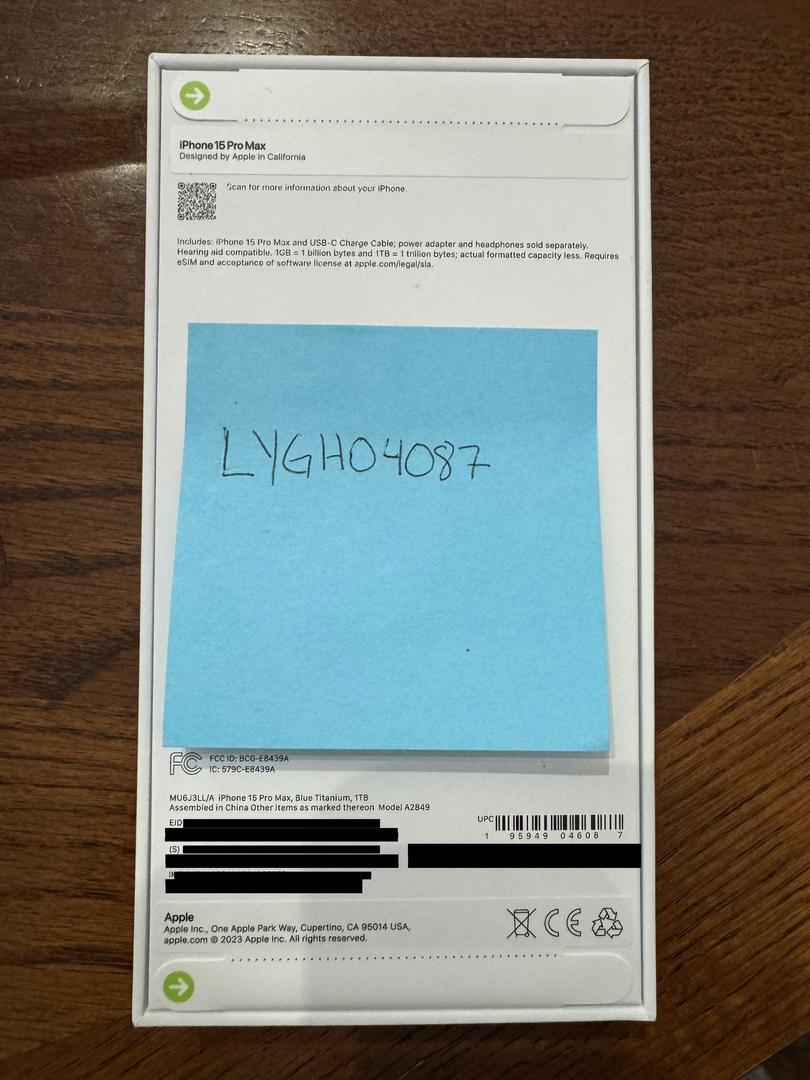 iPhone 15 Pro Max
Designed by Apple in California
Scan for more information about your iPhone.
Includes: iPhone 15 Pro Max and USB-C Charge Cable; power adapter and headphones sold separately.
Hearing aid compatible. 1GB = 1 billion bytes and 1TB = 1 trillion bytes; actual formatted capacity less. Requires
eSIM and acceptance of software license at apple.com/legal/sla.
LYGH04087
FC FCC ID: BCG-E8439A
IC: 579C-E8439A
MU6J3LL/A iPhone 15 Pro Max, Blue Titanium, 1TB
Assembled in China Other items as marked thereon Model A2849
EID
UPC
1 95949 04608 7
(S)
Apple
Apple Inc., One Apple Park Way, Cupertino, CA 95014 USA,
apple.com © 2023 Apple Inc. All rights reserved.
CE